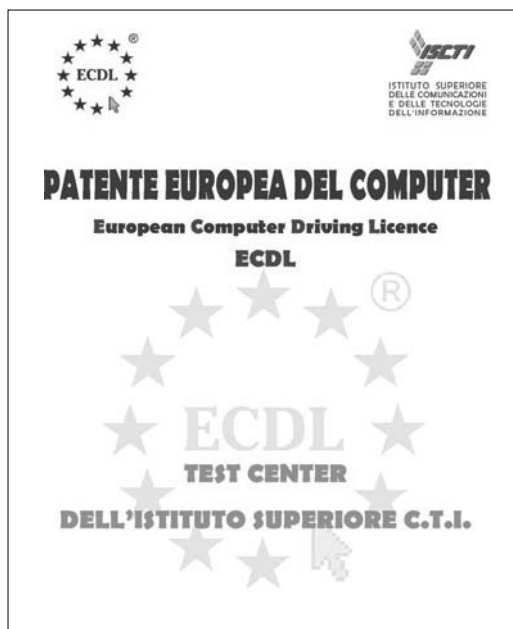 ®
ECDL
ISCTI
ISTITUTO SUPERIORE
DELLE COMUNICAZIONI
E DELLE TECNOLOGIE
DELL'INFORMAZIONE
PATENTE EUROPEA DEL COMPUTER
European Computer Driving Licence
ECDL
®
ECDL
TEST CENTER
DELL'ISTITUTO SUPERIORE C.T.I.